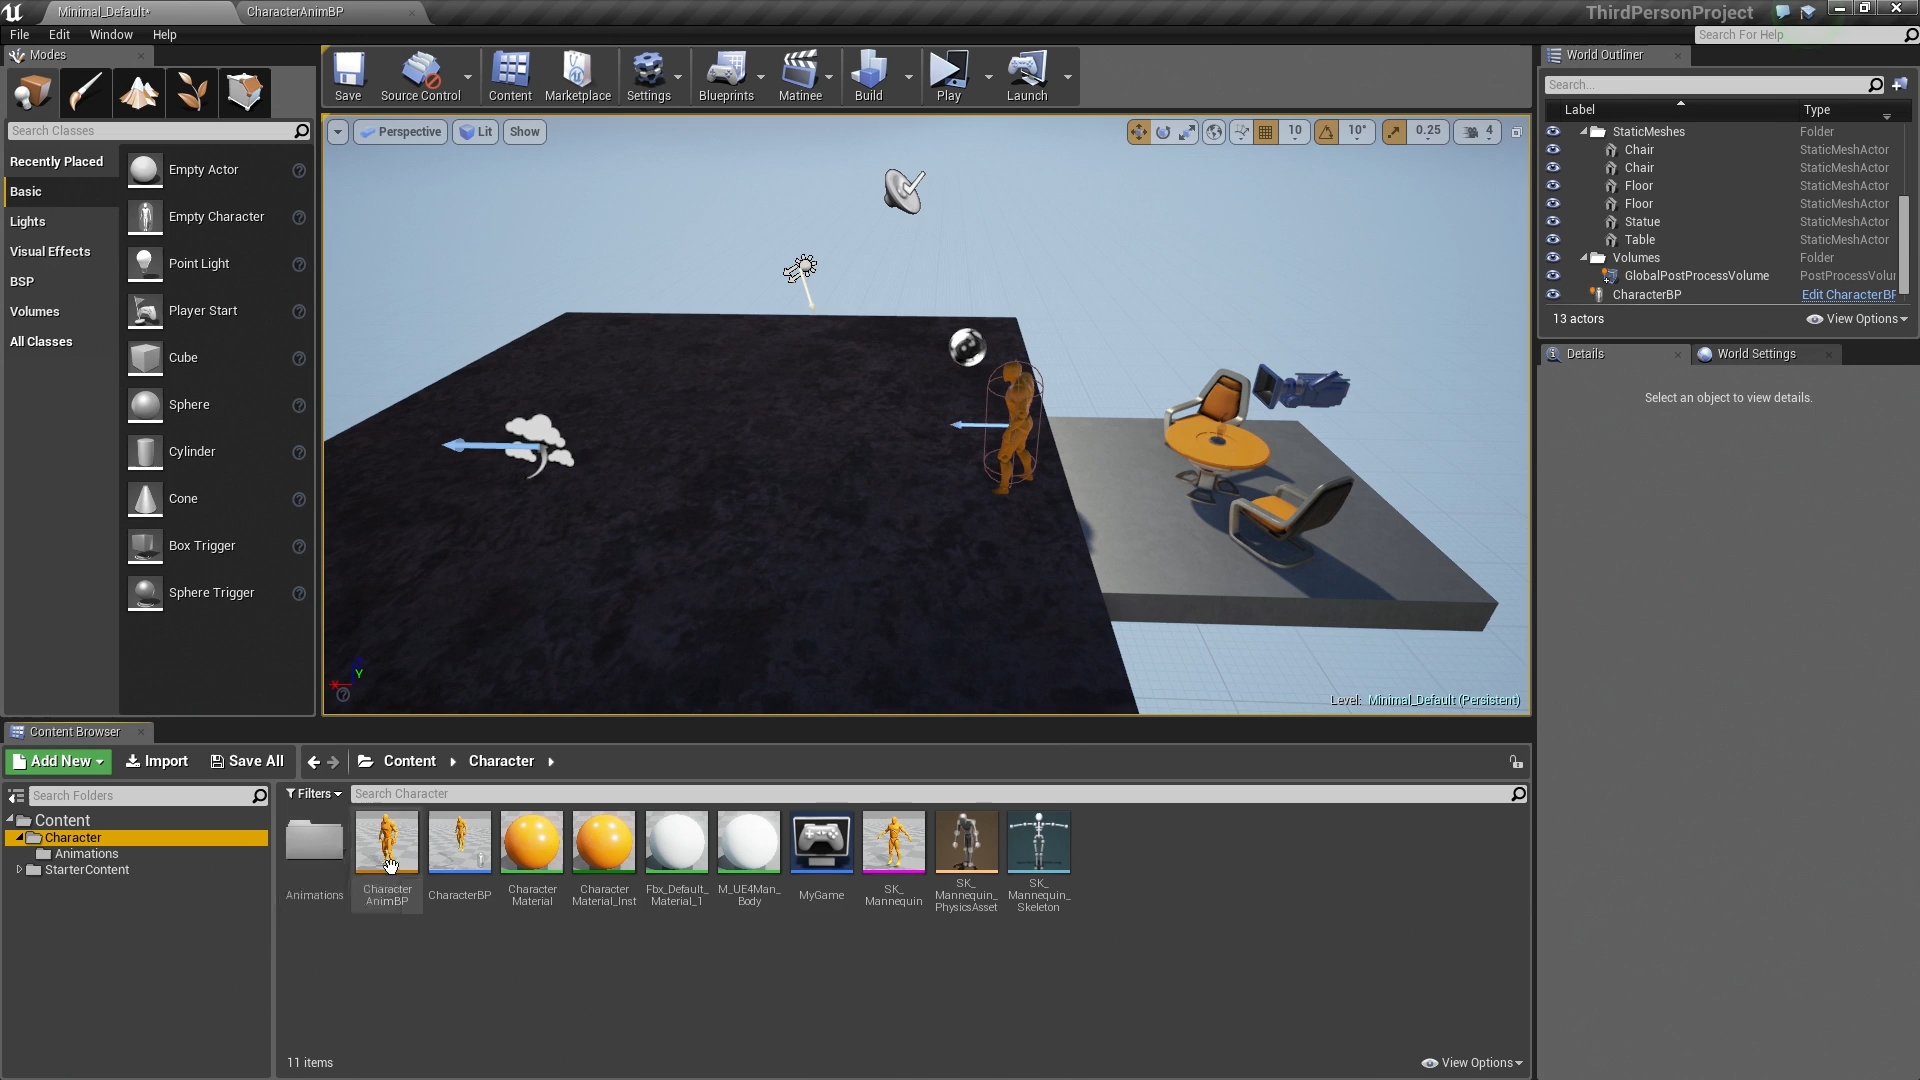 Minimal_Default*
CharacterAnimBP
ThirdPersonProject
File Edit Window Help
Search For Help
Modes
Save
Source Control
Content
Marketplace
Settings
Blueprints
Matinee
Build
Play
Launch
Search Classes
Recently Placed
Basic
Lights
Visual Effects
BSP
Volumes
All Classes
Empty Actor
Empty Character
Point Light
Player Start
Cube
Sphere
Cylinder
Cone
Box Trigger
Sphere Trigger
Perspective
Lit
Show
10
10°
0.25
4
Y
Level: Minimal_Default (Persistent)
World Outliner
Search...
Label Type
StaticMeshes Folder
Chair StaticMeshActor
Chair StaticMeshActor
Floor StaticMeshActor
Floor StaticMeshActor
Statue StaticMeshActor
Table StaticMeshActor
Volumes Folder
GlobalPostProcessVolume PostProcessVolu
CharacterBP Edit CharacterBP
13 actors
View Options
Details
World Settings
Select an object to view details.
Content Browser
Add New
Import
Save All
Content
Character
Search Folders
Content
Character
Animations
StarterContent
Filters
Search Character
Animations
Character
AnimBP
CharacterBP
Character
Material
Character
Material_Inst
Fbx_Default_
Material_1
M_UE4Man_
Body
MyGame
SK_
Mannequin
SK_
Mannequin_
PhysicsAsset
SK_
Mannequin_
Skeleton
11 items
View Options